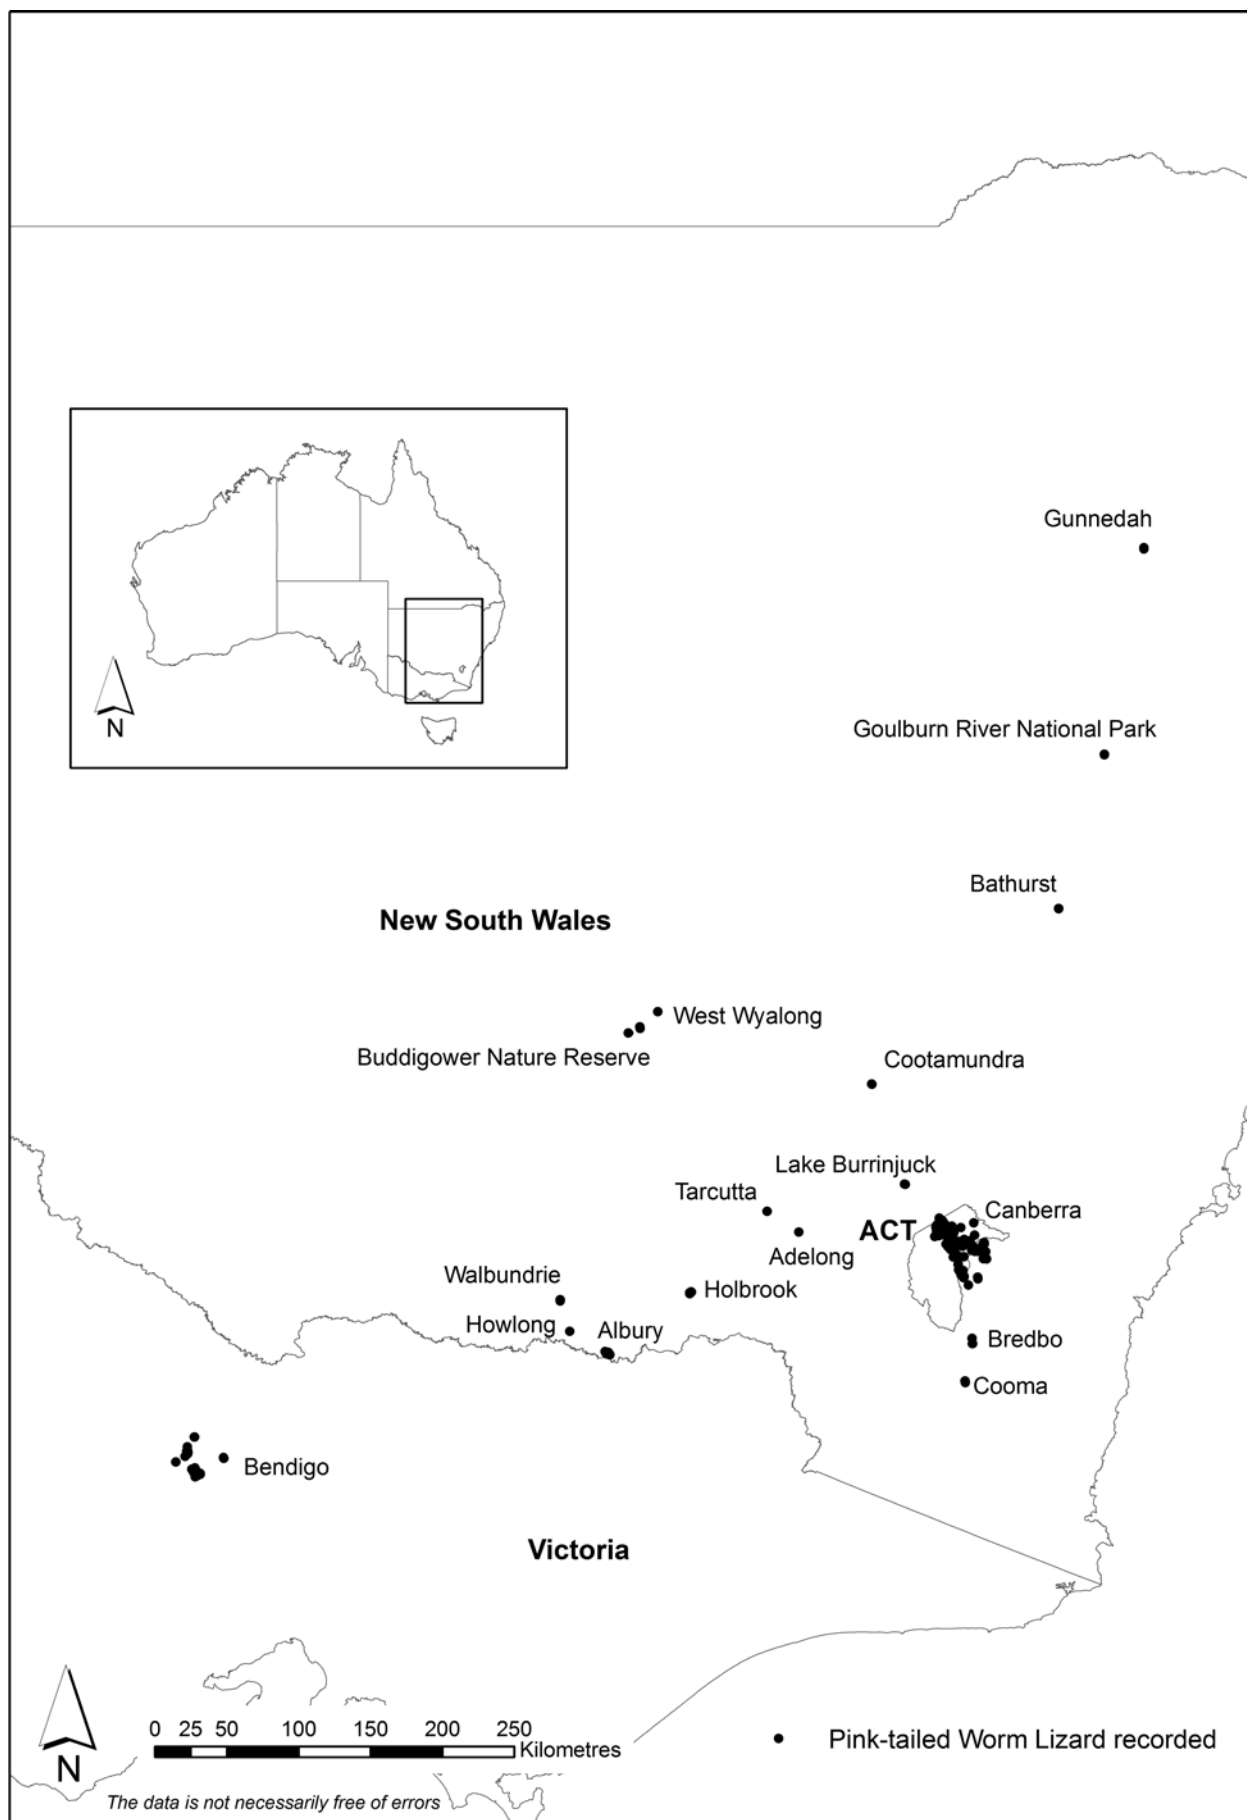 Gunnedah
N
Goulburn River National Park
Bathurst
New South Wales
West Wyalong
Buddigower Nature Reserve
Cootamundra
Lake Burrinjuck
Tarcutta
Canberra
ACT
Adelong
Walbundrie
Holbrook
Howlong
Albury
Bredbo
Cooma
Bendigo
Victoria
0 25 50 100 150 200 250
Kilometres
Pink-tailed Worm Lizard recorded
N
The data is not necessarily free of errors